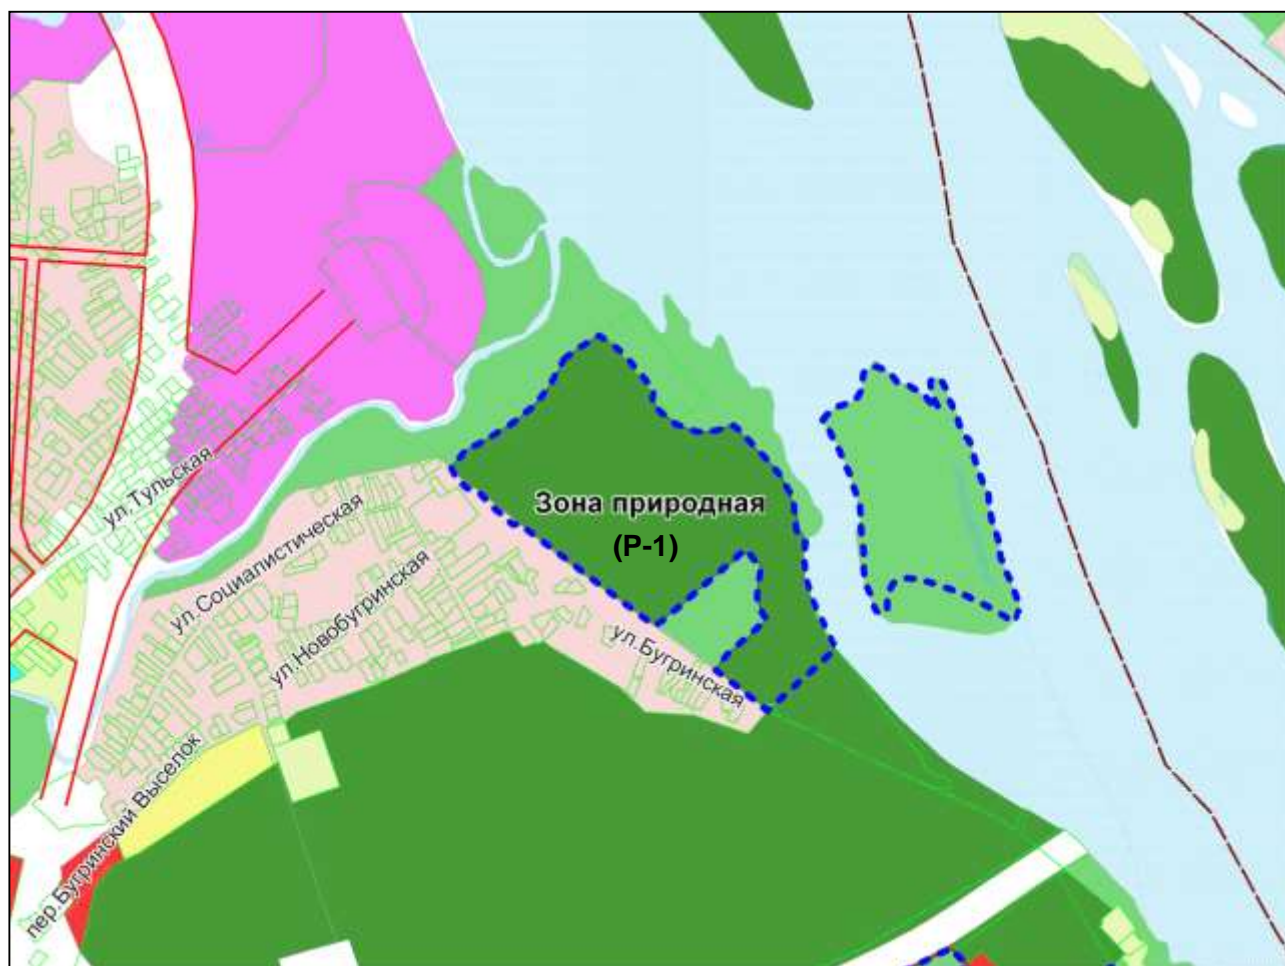 Зона природная
(Р-1)
ул.Тульская
ул.Социалистическая
ул.Новобугринская
ул.Бугринская
пер.Бугринский Выселок